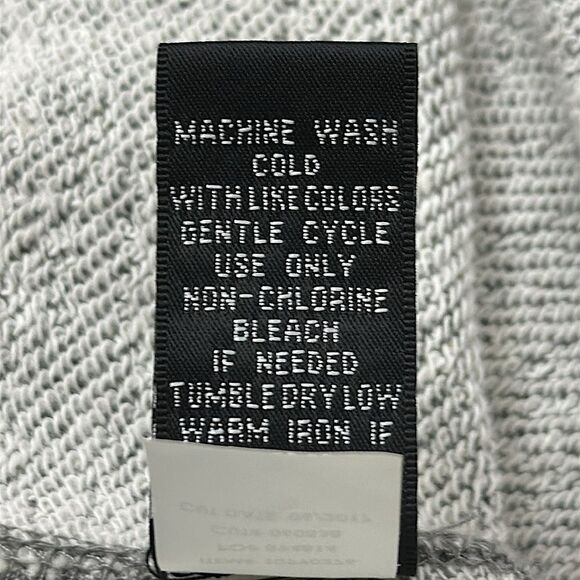 MACHINE WASH
COLD
WITH LIKE COLORS
GENTLE CYCLE
USE ONLY
NON-CHLORINE
BLEACH
IF NEEDED
TUMBLE DRY LOW
WARM IRON IF